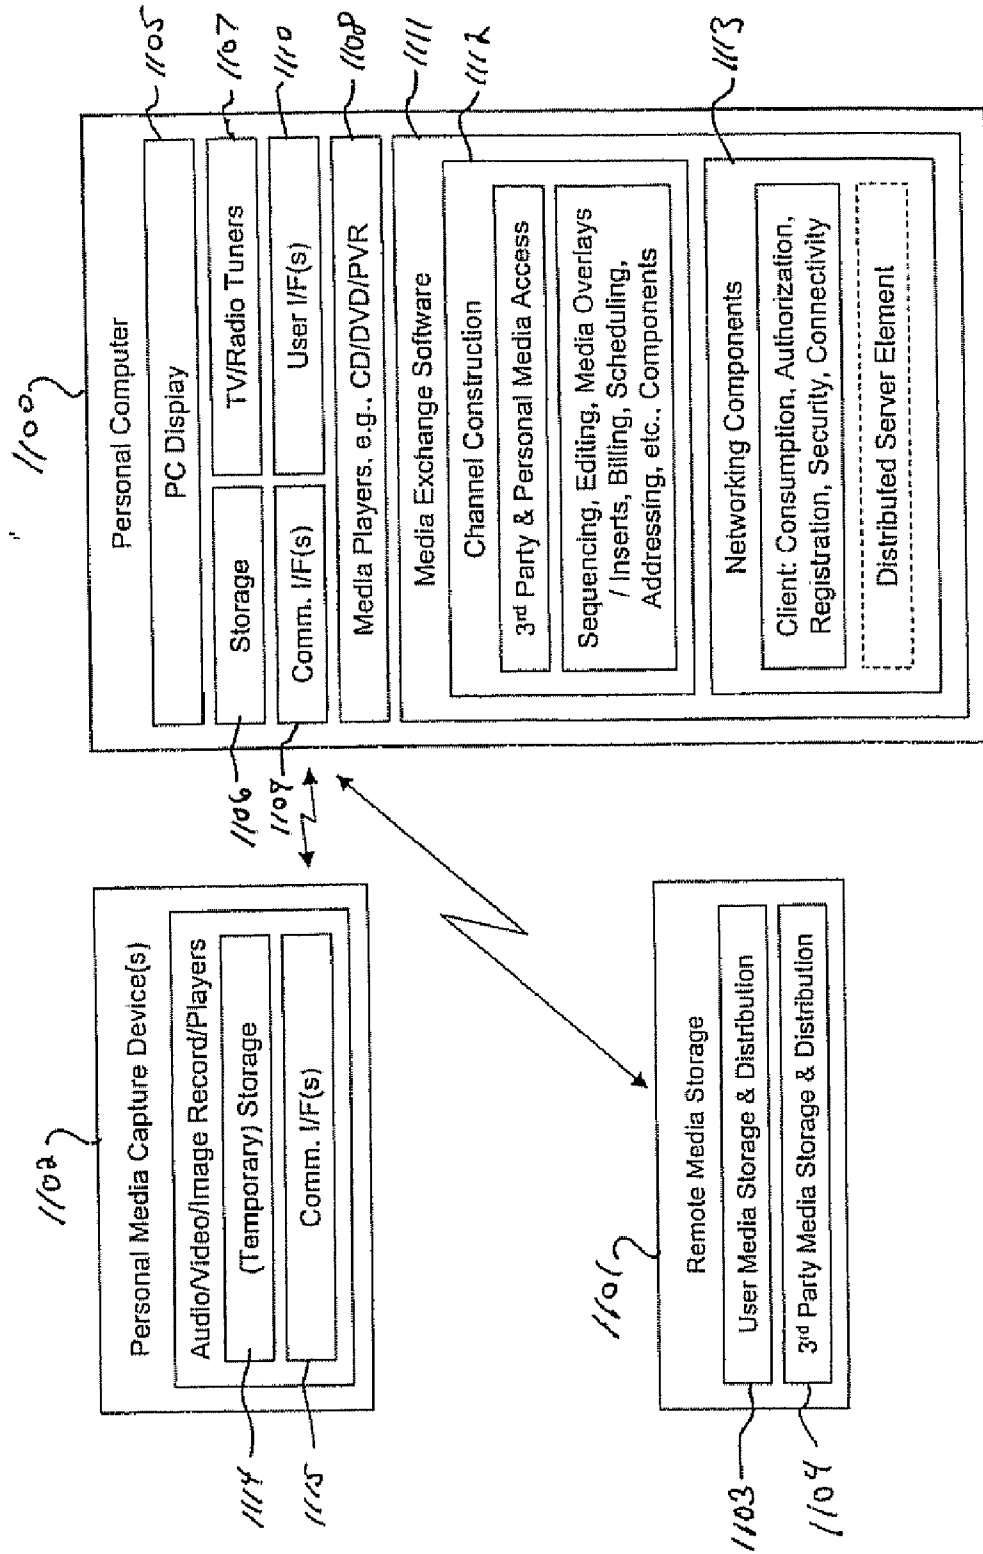 1100
Personal Computer
PC Display
1105
Storage
1106
TV/Radio Tuners
1107
Comm. I/F(s)
1109
User I/F(s)
1110
Media Players, e.g., CD/DVD/PVR
1108
Media Exchange Software
1111
Channel Construction
1112
3rd Party & Personal Media Access
Sequencing, Editing, Media Overlays
/ Inserts, Billing, Scheduling,
Addressing, etc.. Components
Networking Components
1113
Client: Consumption, Authorization,
Registration, Security, Connectivity
Distributed Server Element
1102
Personal Media Capture Device(s)
Audio/Video/Image Record/Players
(Temporary) Storage
1114
Comm. I/F(s)
1115
1101
Remote Media Storage
User Media Storage & Distribution
1103
3rd Party Media Storage & Distribution
1104